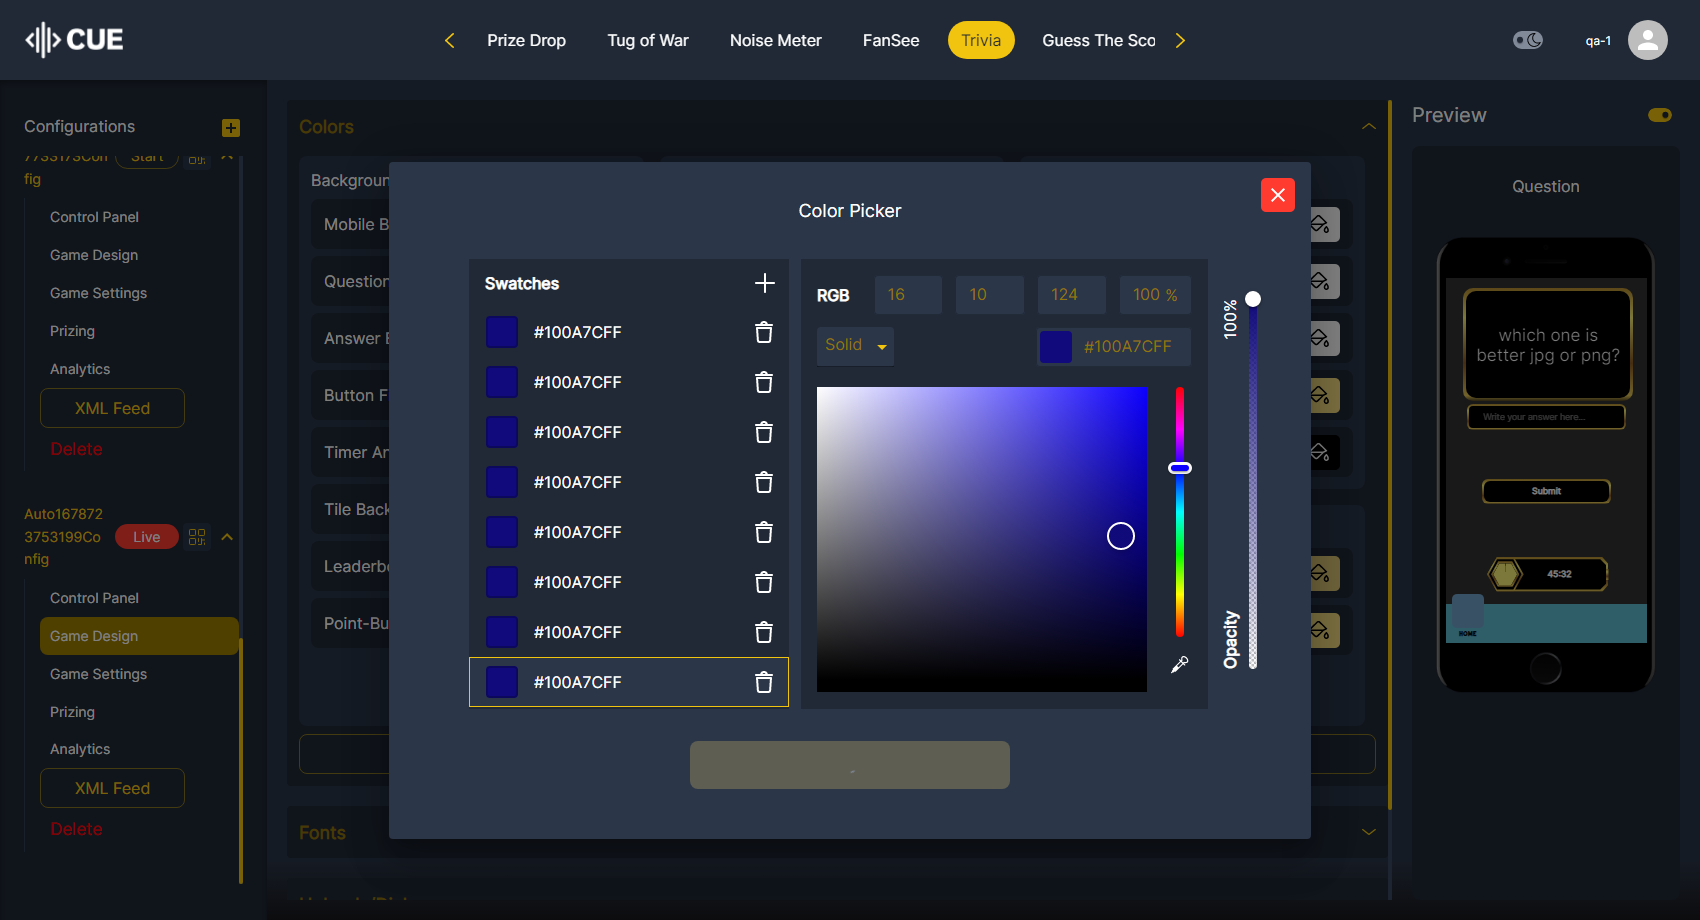 CUE
Prize Drop
Tug of War
Noise Meter
FanSee
Trivia
Guess The Sco
qa-1
Configurations
fig
Control Panel
Game Design
Game Settings
Prizing
Analytics
XML Feed
Delete
Auto167872
3753199Co
nfig
Live
Control Panel
Game Design
Game Settings
Prizing
Analytics
XML Feed
Delete
Colors
Backgroun
Mobile B
Question
Answer
Button F
Timer An
Tile Back
Leaderb
Point-Bu
Fonts
Color Picker
Swatches
#100A7CFF
#100A7CFF
#100A7CFF
#100A7CFF
#100A7CFF
#100A7CFF
#100A7CFF
#100A7CFF
RGB
16
10
124
100 %
Solid
#100A7CFF
100%
Opacity
Preview
Question
which one is
better jpg or png?
Write your answer here...
Submit
45:32
HOME